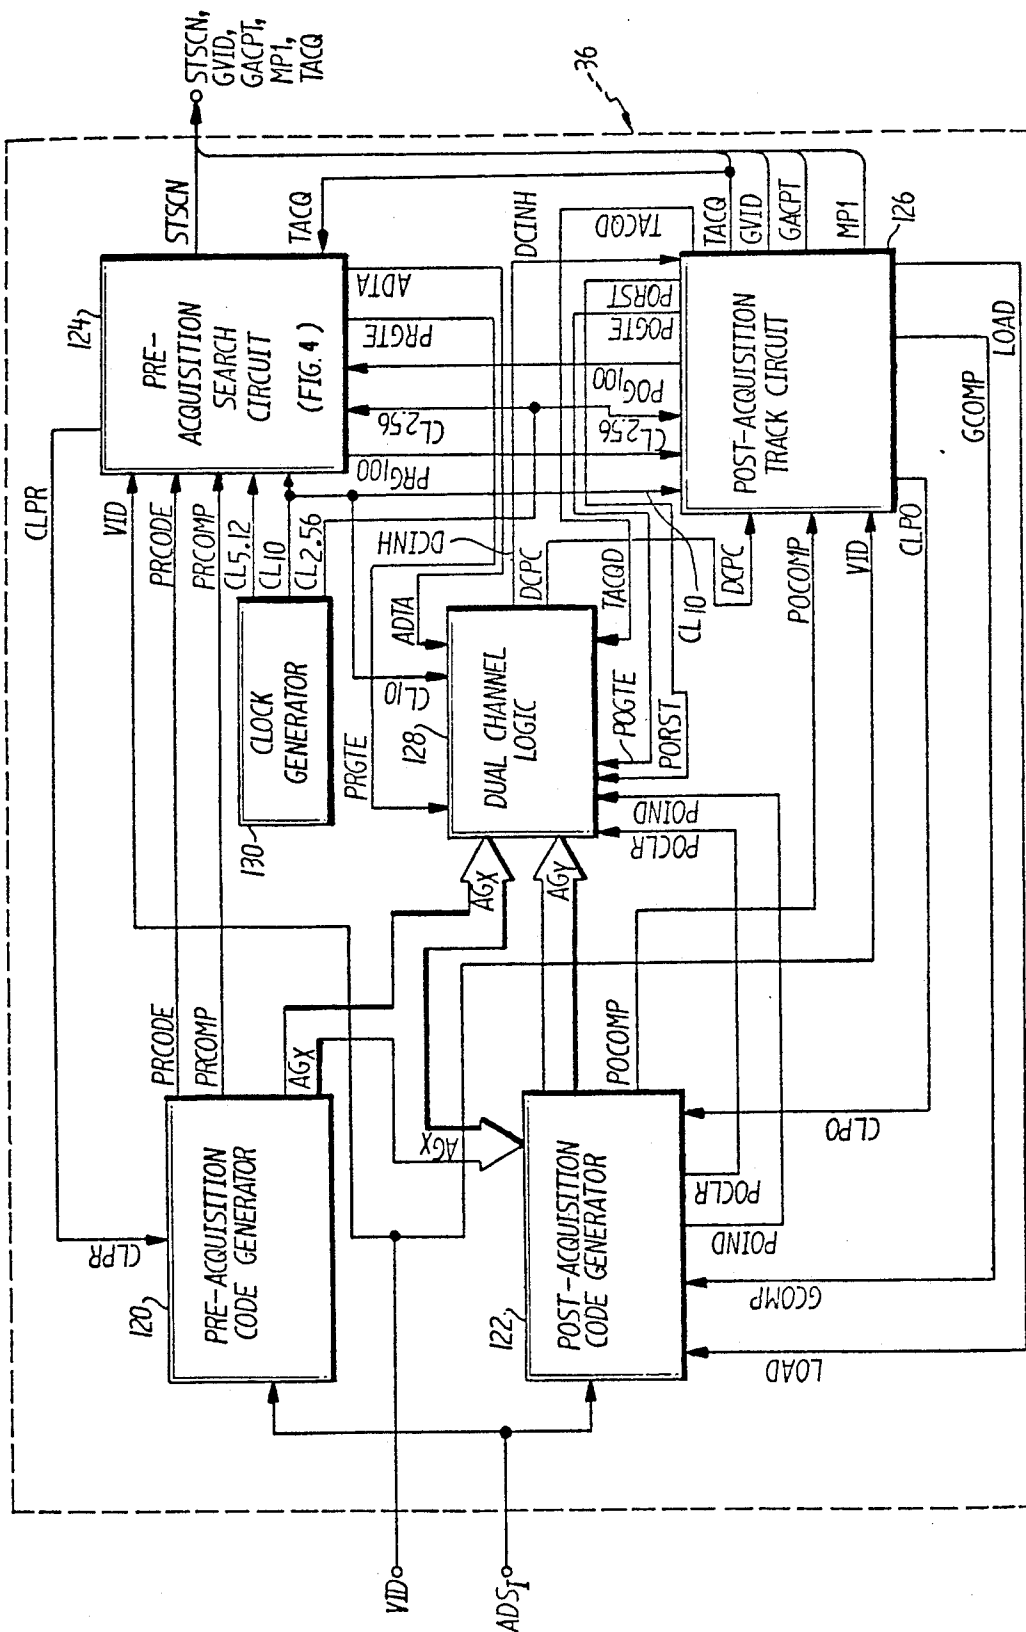 STSCN,
GVID,
GACPT,
MP1,
TACQ
36
STSCN
TACQ
124
PRE-
ACQUISITION
SEARCH
CIRCUIT
(FIG. 4)
CLPR
VID
PRCODE
PRCOMP
CL5.12
CL10
CL2.56
ADTA
PRGTE
PRG100
CL2.56
POG100
CL2.56
DCINH
TACQD
PORST
POGTE
TACQ
GVID
GACPT
MP1
126
POST-ACQUISITION
TRACK CIRCUIT
LOAD
GCOMP
CLPO
CLOCK
GENERATOR
130
PRGTE
CL10
ADTA
DCINH
DCPC
TACQD
CL10
DCPC
POCOMP
VID
128
DUAL CHANNEL
LOGIC
POGTE
PORST
POIND
POCLR
AGX
AGY
PRCODE
PRCOMP
AGX
AGX
POCOMP
CLPR
120
PRE-ACQUISITION
CODE GENERATOR
122
POST-ACQUISITION
CODE GENERATOR
CLPO
POCLR
POIND
GCOMP
LOAD
VID
ADSI